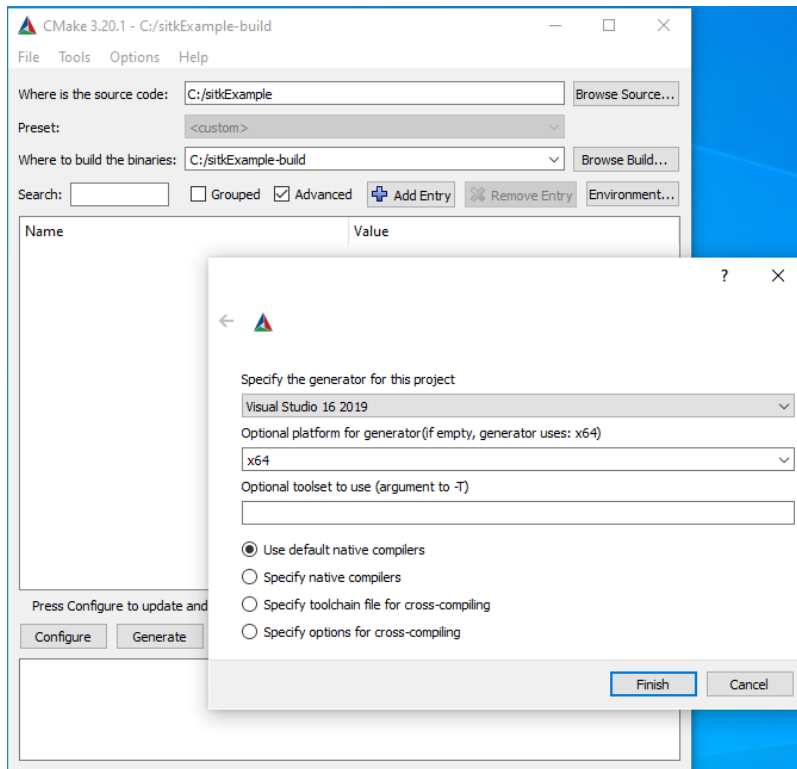 CMake 3.20.1 - C:/sitkExample-build
File Tools Options Help
Where is the source code: C:/sitkExample Browse Source...
Preset: <custom>
Where to build the binaries: C:/sitkExample-build Browse Build...
Search: Grouped Advanced Add Entry Remove Entry Environment...
Name Value
?
Specify the generator for this project
Visual Studio 16 2019
Optional platform for generator(if empty, generator uses: x64)
x64
Optional toolset to use (argument to -T)
Use default native compilers
Specify native compilers
Specify toolchain file for cross-compiling
Specify options for cross-compiling
Press Configure to update and
Configure Generate
Finish Cancel